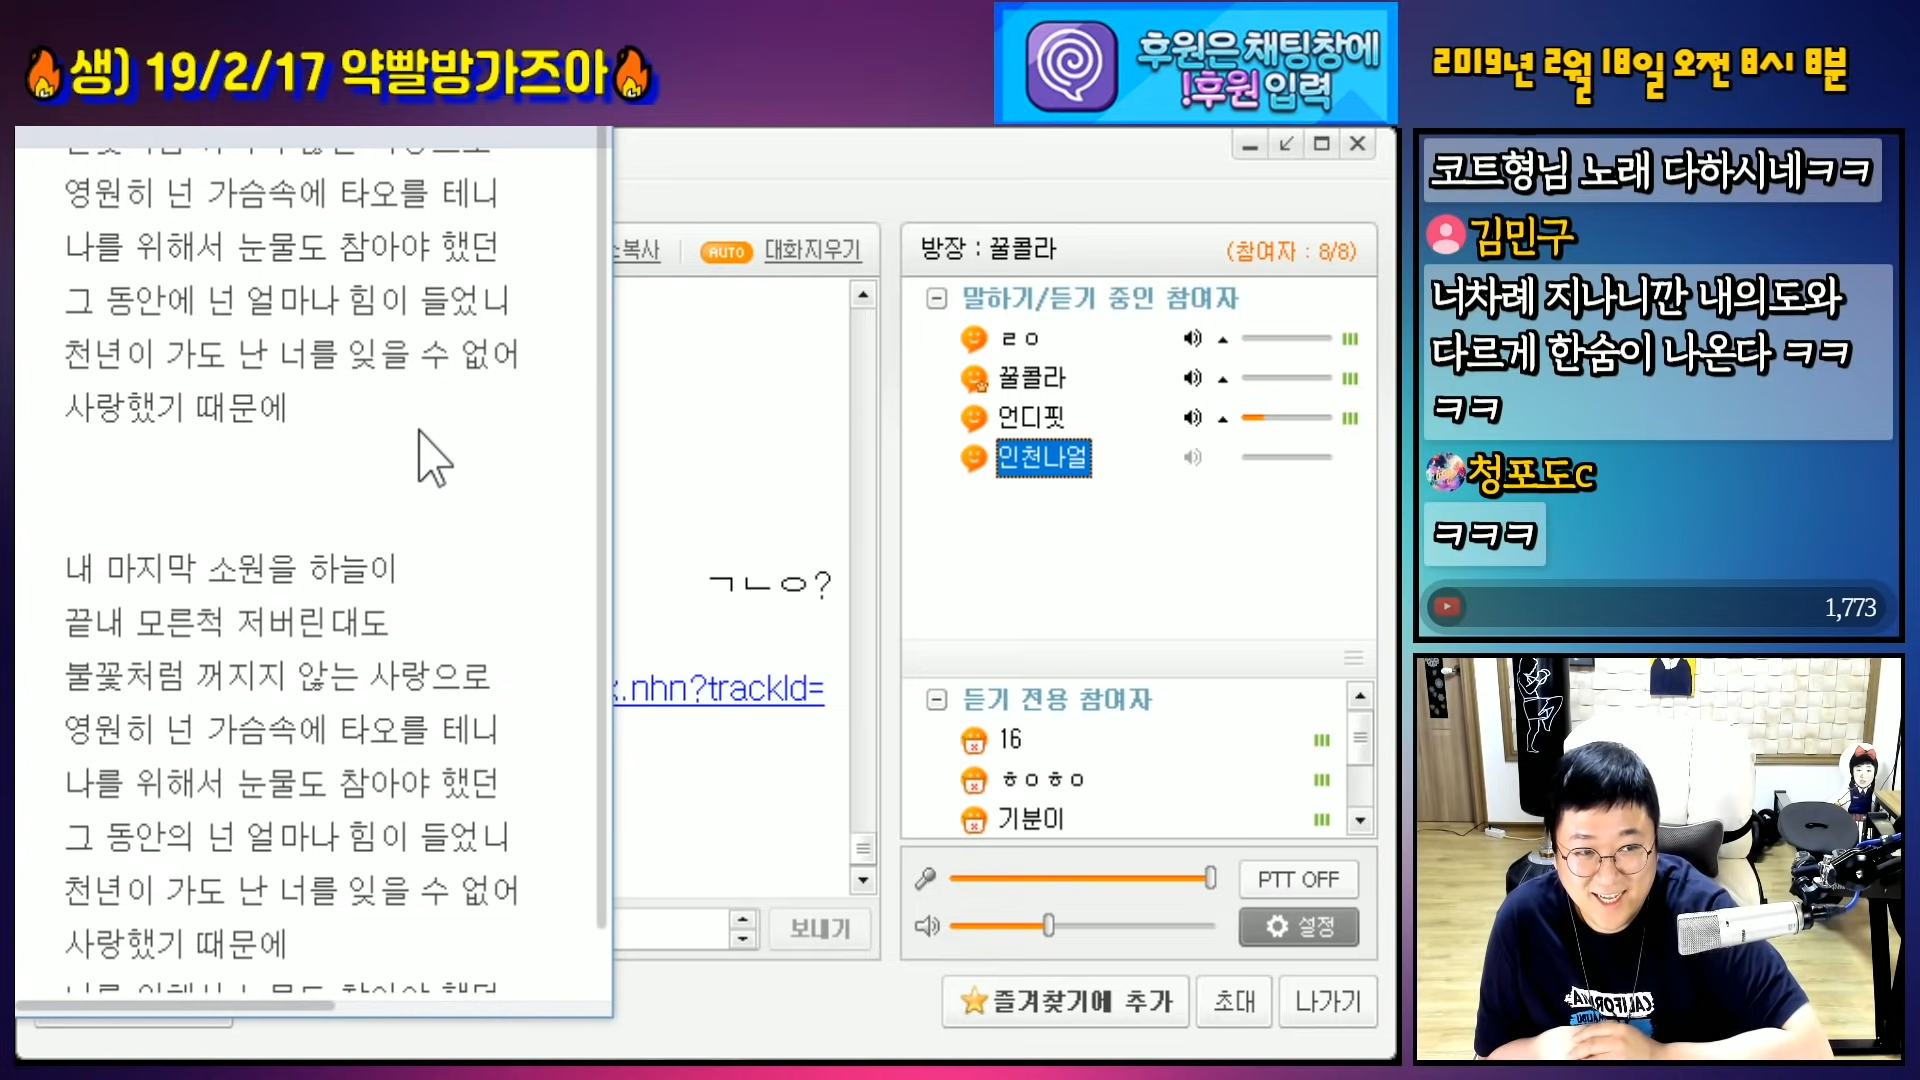 생) 19/2/17 약빨방가즈아
후원은채팅창에
!후원입력
2019년 2월 18일 오전 8시 8분
영원히 넌 가슴속에 타오를 테니
나를 위해서 눈물도 참아야 했던
그 동안에 넌 얼마나 힘이 들었니
천년이 가도 난 너를 잊을 수 없어
사랑했기 때문에
내 마지막 소원을 하늘이
끝내 모른척 저버린대도
불꽃처럼 꺼지지 않는 사랑으로
영원히 넌 가슴속에 타오를 테니
나를 위해서 눈물도 참아야 했던
그 동안의 넌 얼마나 힘이 들었니
천년이 가도 난 너를 잊을 수 없어
사랑했기 때문에
복사
AUTO
대화지우기
ㄱㄴㅇ?
.nhn?trackId=
보내기
방장 : 꿀콜라
(참여자 : 8/8)
말하기/듣기 중인 참여자
ㄹㅇ
꿀콜라
언디핏
인천나얼
듣기 전용 참여자
16
ㅎㅇㅎㅇ
기분이
PTT OFF
설정
즐겨찾기에 추가
초대
나가기
코트형님 노래 다하시네ㅋㅋ
김민구
너차례 지나니깐 내의도와
다르게 한숨이 나온다 ㅋㅋ
ㅋㅋ
청포도c
ㅋㅋㅋ
1,773